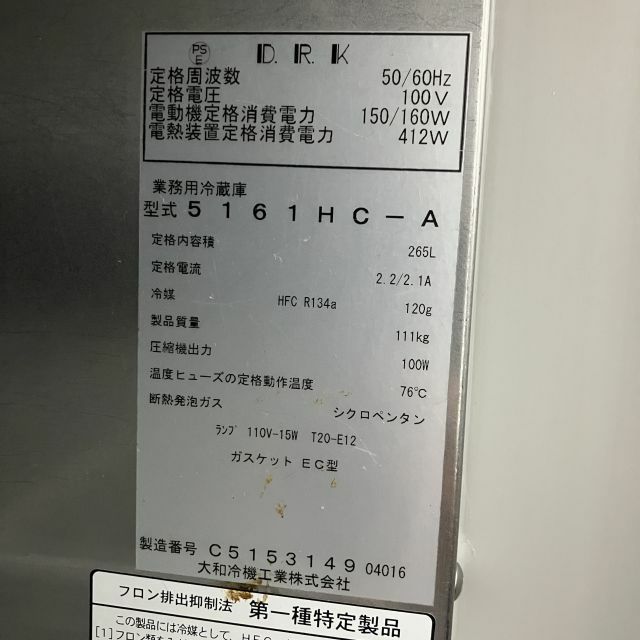 PS E D.R.K
定格周波数 50/60Hz
定格電圧 100V
電動機定格消費電力 150/160W
電熱装置定格消費電力 412W
業務用冷蔵庫
型式 5161HC-A
定格内容積 265L
定格電流 2.2/2.1A
冷媒 HFC R134a 120g
製品質量 111kg
圧縮機出力 100W
温度ヒューズの定格動作温度 76℃
断熱発泡ガス シクロペンタン
ﾗﾝﾌﾟ 110V-15W T20-E12
ガスケット EC型
製造番号 C5153149 04016
大和冷機工業株式会社
フロン排出抑制法 第一種特定製品
この製品には冷媒として、HFC
[1]フロン類を